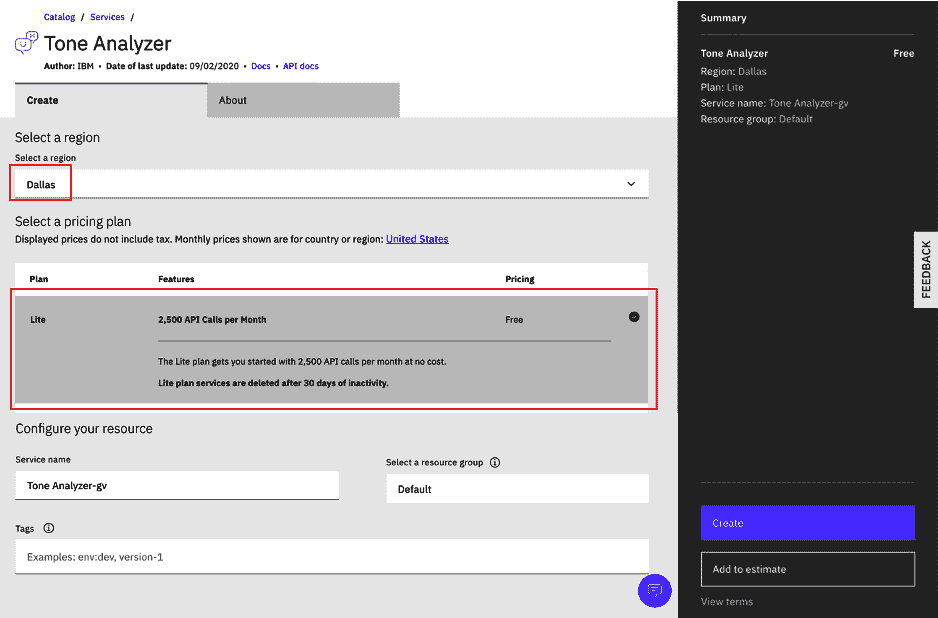 Catalog / Services /
Tone Analyzer
Author: IBM • Date of last update: 09/02/2020 • Docs • API docs
Create
About
Select a region
Select a region
Dallas
Select a pricing plan
Displayed prices do not include tax. Monthly prices shown are for country or region: United States
Plan Features Pricing
Lite 2,500 API Calls per Month Free
The Lite plan gets you started with 2,500 API calls per month at no cost.
Lite plan services are deleted after 30 days of inactivity.
Configure your resource
Service name
Tone Analyzer-gv
Select a resource group
Default
Tags
Examples: env:dev, version-1
Summary
Tone Analyzer Free
Region: Dallas
Plan: Lite
Service name: Tone Analyzer-gv
Resource group: Default
FEEDBACK
Create
Add to estimate
View terms